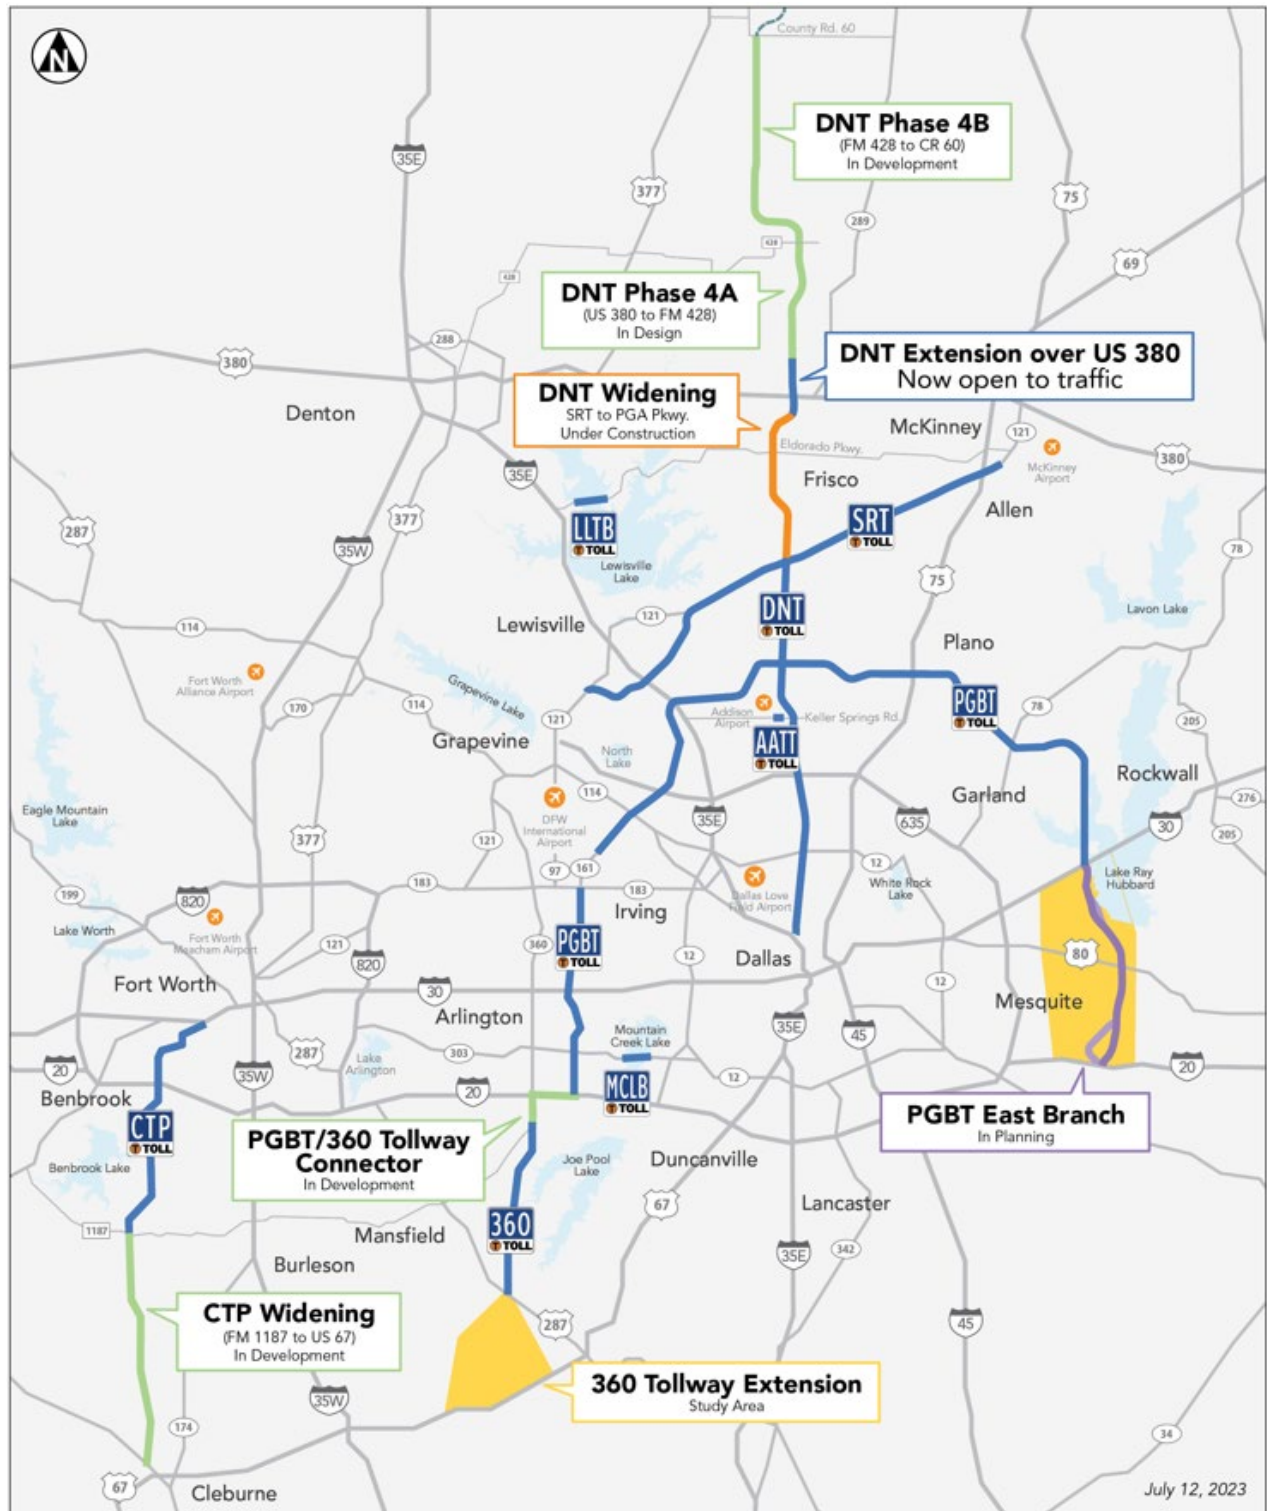 N
County Rd. 60
DNT Phase 4B
(FM 428 to CR 60)
In Development
35E
377
75
289
69
428
428
DNT Phase 4A
(US 380 to FM 428)
In Design
288
380
DNT Extension over US 380
Now open to traffic
DNT Widening
SRT to PGA Pkwy.
Under Construction
Denton
McKinney
121
Eldorado Pkwy.
McKinney
Airport
380
35E
Frisco
Allen
LLTB
TOLL
SRT
TOLL
377
287
35W
78
Lewisville
Lake
75
DNT
TOLL
Lavon Lake
121
Lewisville
114
Plano
Fort Worth
Alliance Airport
Grapevine Lake
170
114
PGBT
TOLL
78
121
Addison
Airport
Keller Springs Rd.
205
Grapevine
North
Lake
AATT
TOLL
Rockwall
114
Garland
276
Eagle Mountain
Lake
DFW
International
Airport
35E
635
30
205
377
121
97
161
12
183
183
Dallas Love
Field Airport
White Rock
Lake
Lake Ray
Hubbard
199
820
Irving
Lake Worth
Fort Worth
Meacham Airport
121
360
PGBT
TOLL
12
Dallas
80
820
12
Fort Worth
30
Mesquite
Arlington
Mountain
Creek Lake
35E
45
287
303
Lake
Arlington
20
35W
20
12
20
Benbrook
MCLB
TOLL
CTP
TOLL
PGBT East Branch
In Planning
PGBT/360 Tollway
Connector
In Development
Joe Pool
Lake
Duncanville
Benbrook Lake
67
Lancaster
360
TOLL
1187
Mansfield
35E
342
Burleson
CTP Widening
(FM 1187 to US 67)
In Development
287
45
360 Tollway Extension
Study Area
35W
174
34
67
Cleburne
July 12, 2023